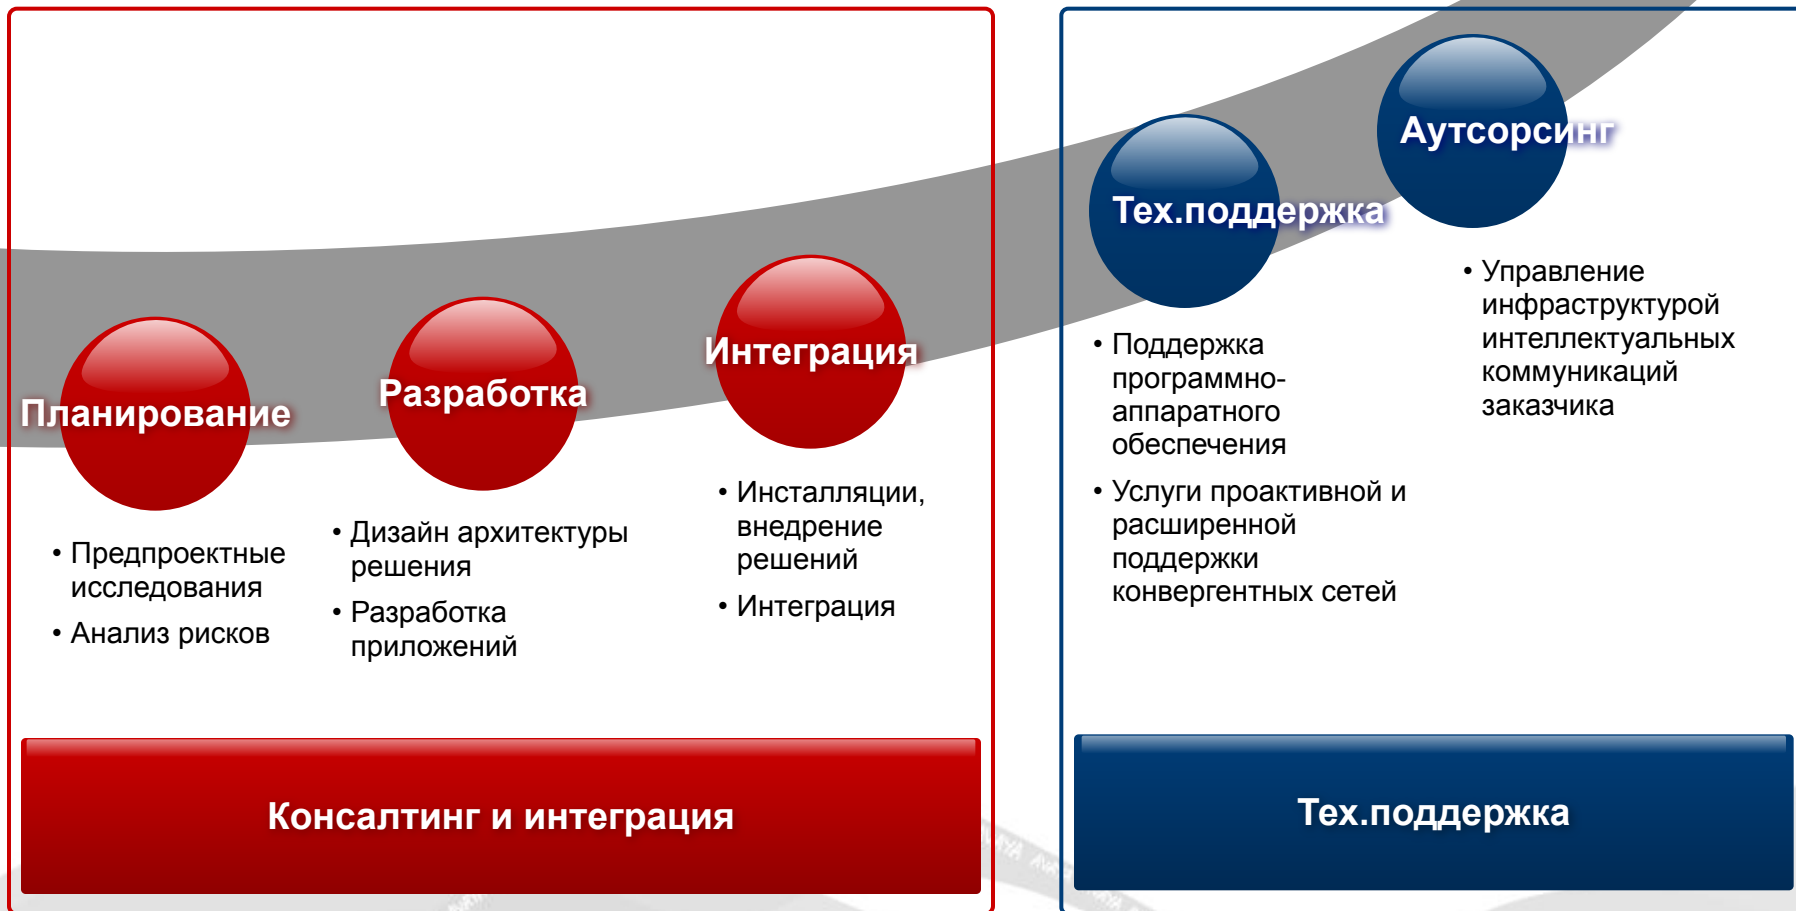 Планирование
• Предпроектные
исследования
• Анализ рисков
Разработка
• Дизайн архитектуры
решения
• Разработка
приложений
Интеграция
• Инсталляции,
внедрение
решений
• Интеграция
Консалтинг и интеграция
Тех.поддержка
• Поддержка
программно-
аппаратного
обеспечения
• Услуги проактивной и
расширенной
поддержки
конвергентных сетей
Аутсорсинг
• Управление
инфраструктурой
интеллектуальных
коммуникаций
заказчика
Тех.поддержка